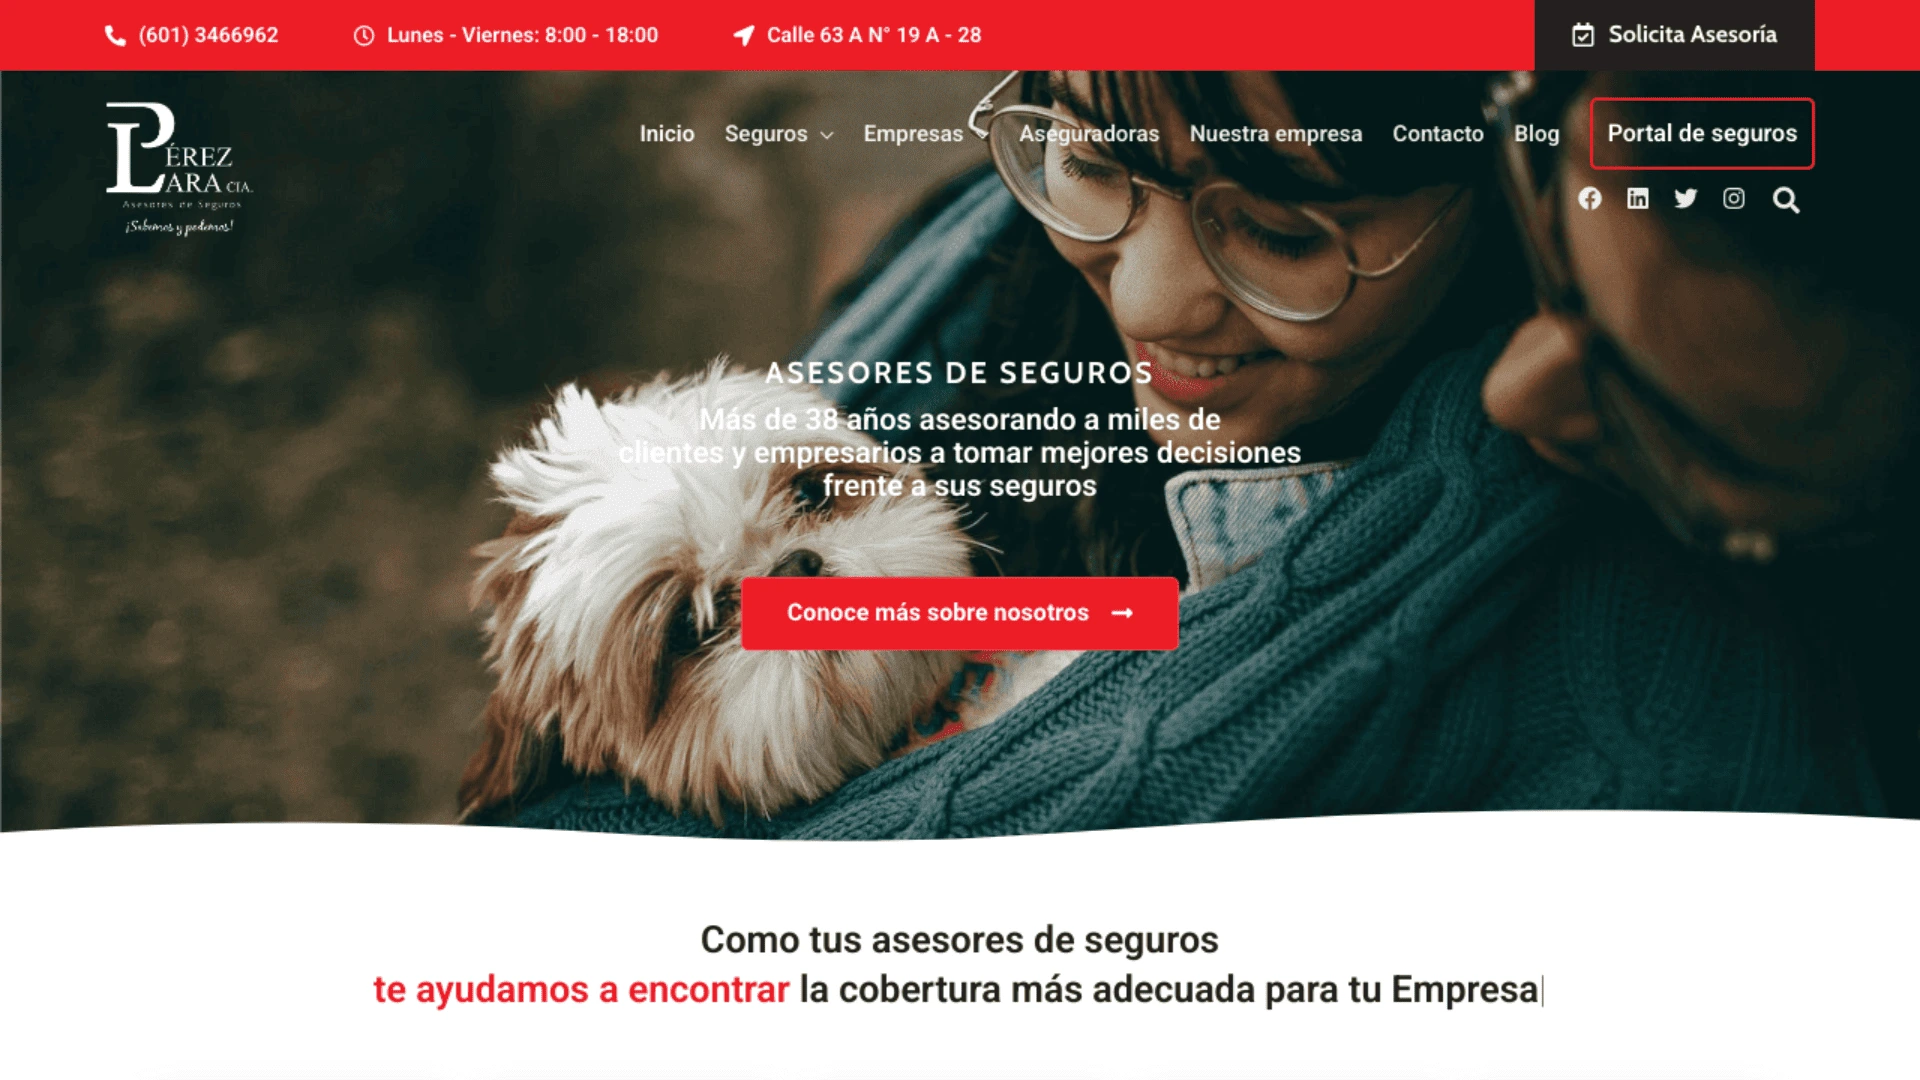 (601) 3466962
Lunes - Viernes: 8:00 - 18:00
Calle 63 A N° 19 A - 28
Solicita Asesoría
PÉREZ
LARA CIA.
Asesores de Seguros
¡Sabemos y podemos!
Inicio
Seguros
Empresas
Aseguradoras
Nuestra empresa
Contacto
Blog
Portal de seguros
ASESORES DE SEGUROS
Más de 38 años asesorando a miles de
clientes y empresarios a tomar mejores decisiones
frente a sus seguros
Conoce más sobre nosotros
Como tus asesores de seguros
te ayudamos a encontrar la cobertura más adecuada para tu Empresa